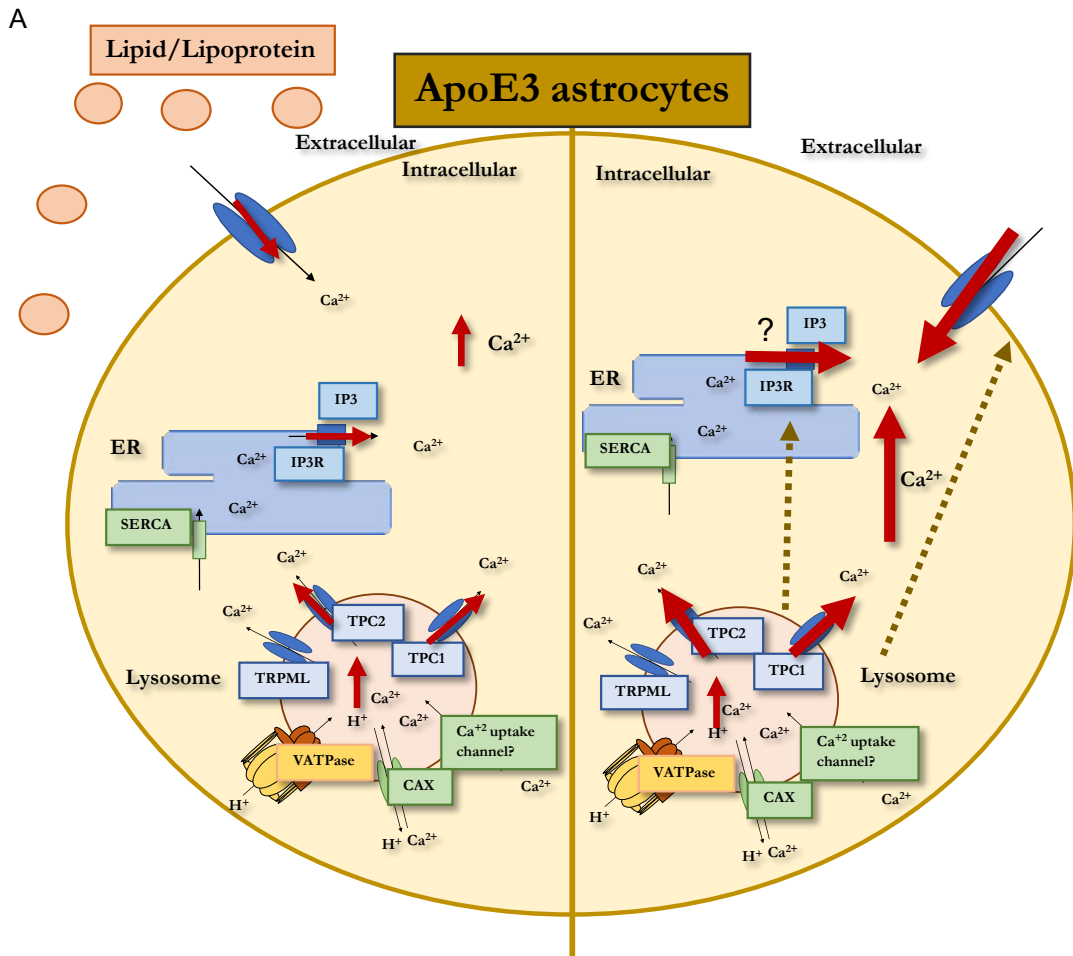 A
Lipid/Lipoprotein
ApoE3 astrocytes
Extracellular
Intracellular
Ca²⁺
Ca²⁺
IP3
ER
Ca²⁺
IP3R
Ca²⁺
Ca²⁺
SERCA
Ca²⁺
Ca²⁺
Ca²⁺
TPC2
TPC1
TRPML
Lysosome
Ca²⁺
H⁺
Ca²⁺
Ca⁺² uptake
channel?
VATPase
CAX
Ca²⁺
H⁺
H⁺
Ca²⁺
Extracellular
Intracellular
?
IP3
ER
Ca²⁺
IP3R
Ca²⁺
Ca²⁺
SERCA
Ca²⁺
Ca²⁺
Ca²⁺
Ca²⁺
TPC2
TPC1
TRPML
Lysosome
Ca²⁺
H⁺
Ca²⁺
Ca⁺² uptake
channel?
VATPase
CAX
Ca²⁺
H⁺
H⁺
Ca²⁺